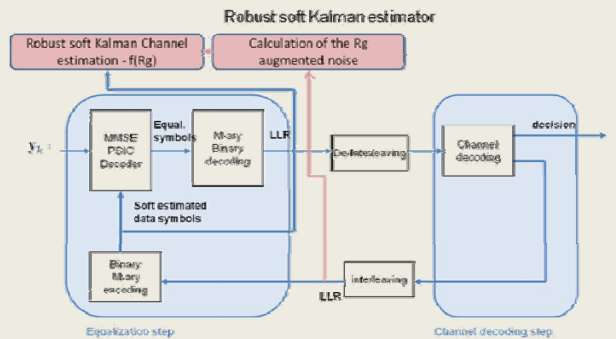 Robust soft Kalman estimator
Robust soft Kalman Channel
estimation - f(Rg)
Calculation of the Rg
augmented noise
MMSE
PSIC
Decoder
Equal.
symbols
M-ary
Binary
decoding
LLR
De-Interleaving
Channel
decoding
decision
yk
Soft estimated
data symbols
Binary
M-ary
encoding
LLR
interleaving
Equalization step
Channel decoding step